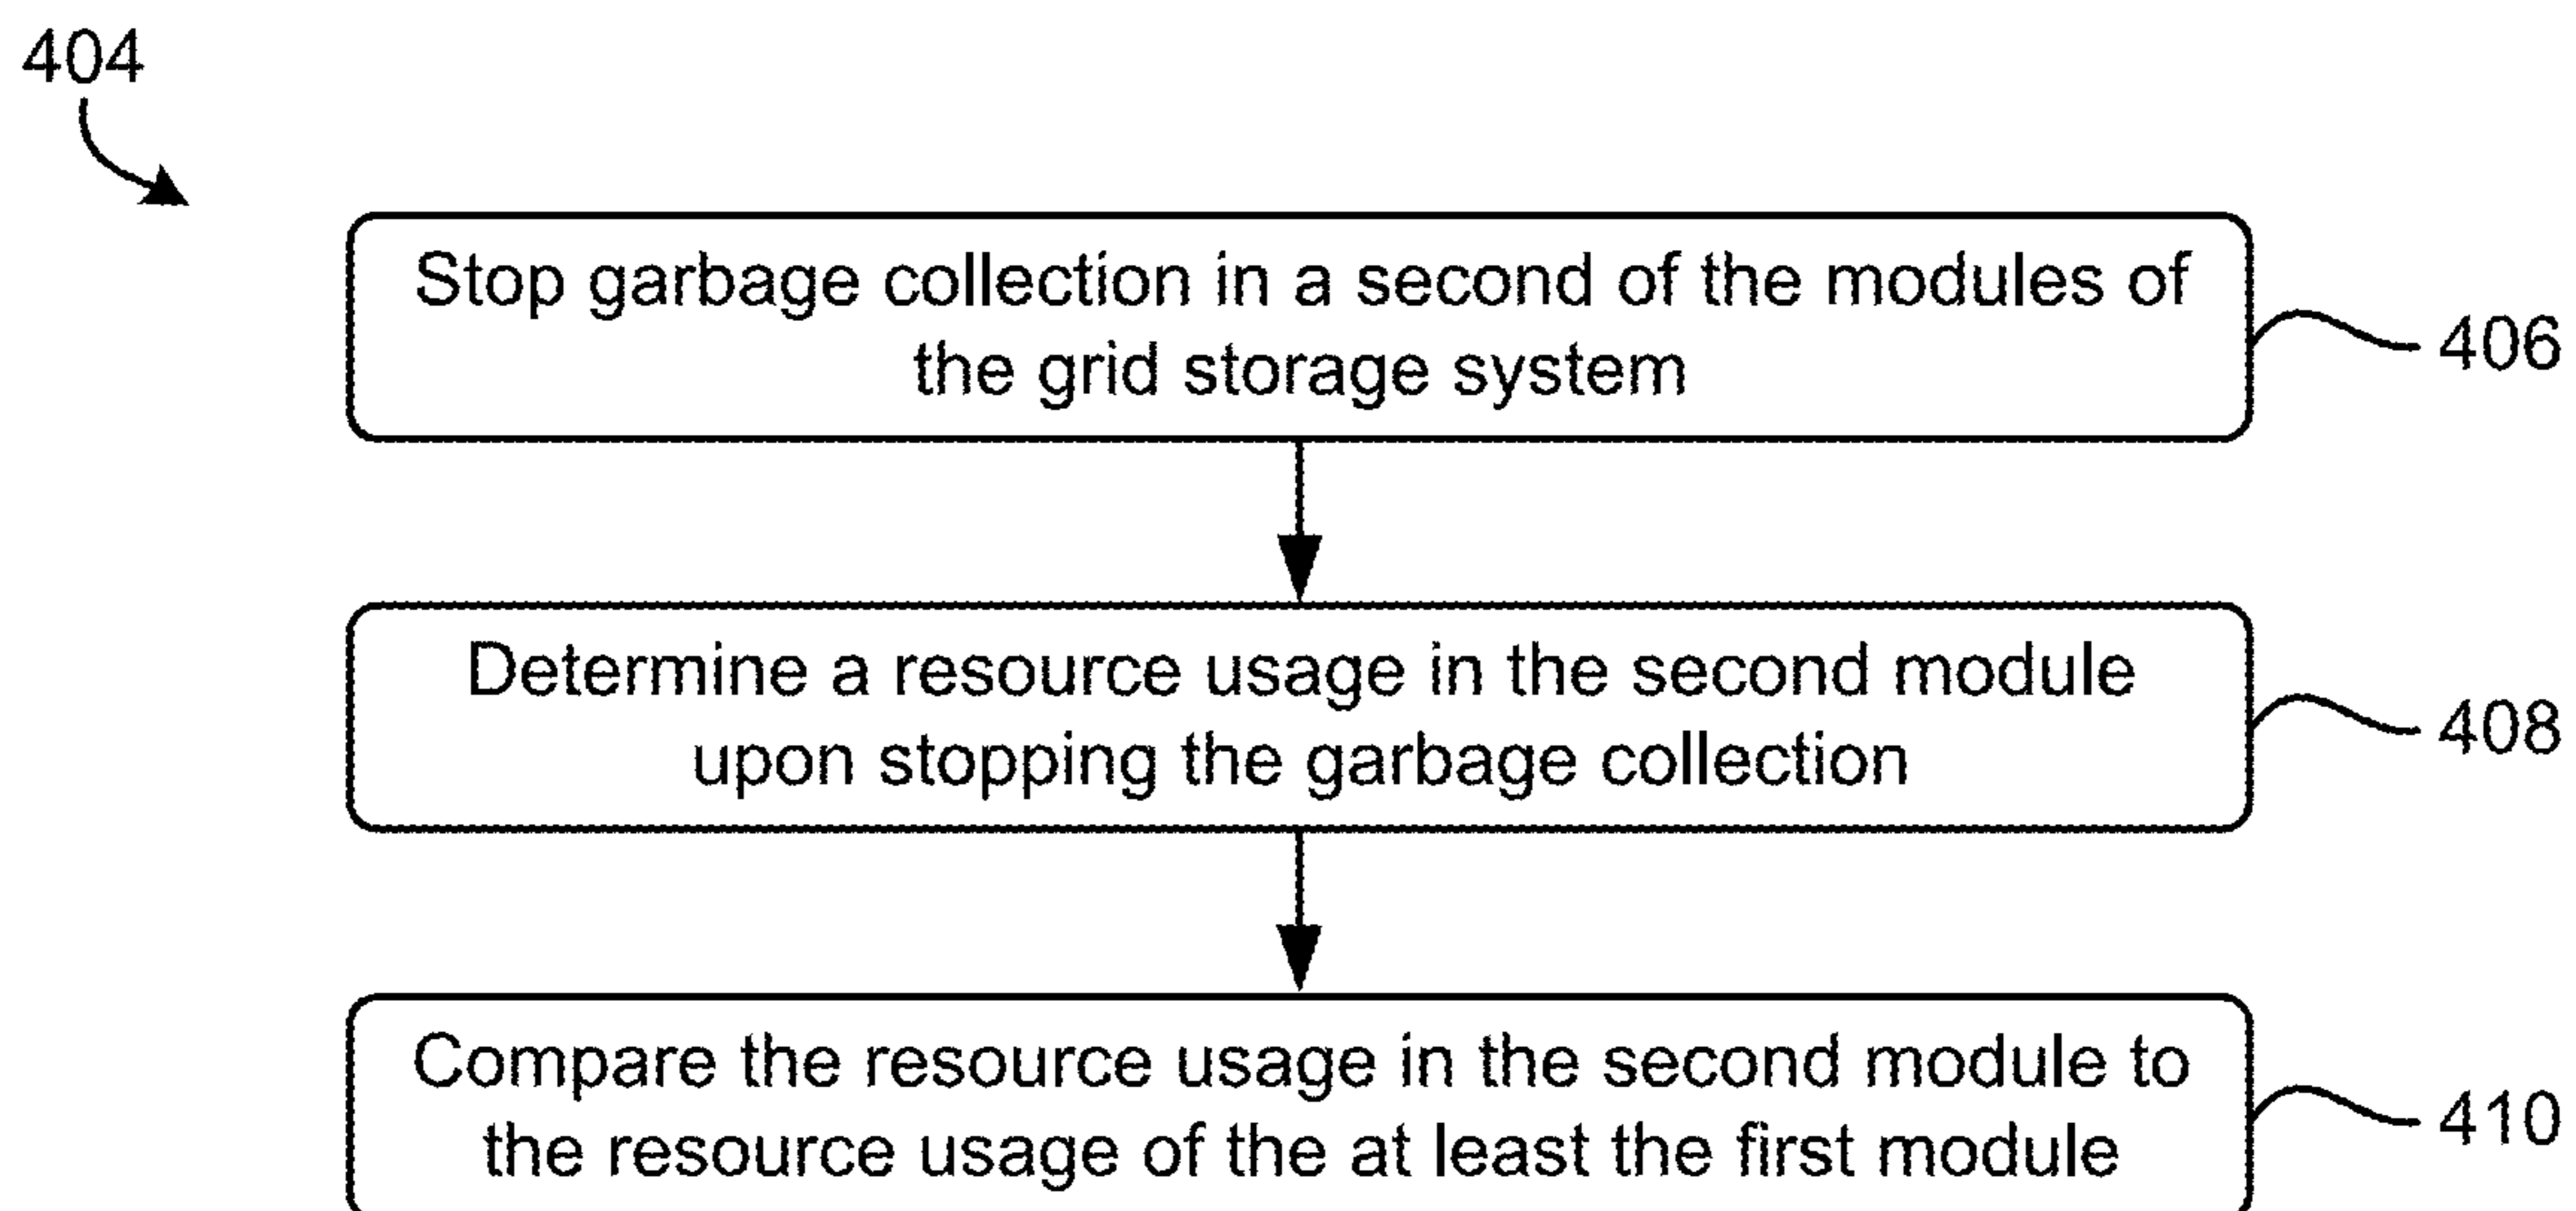 404
Stop garbage collection in a second of the modules of
the grid storage system
406
Determine a resource usage in the second module
upon stopping the garbage collection
408
Compare the resource usage in the second module to
the resource usage of the at least the first module
410